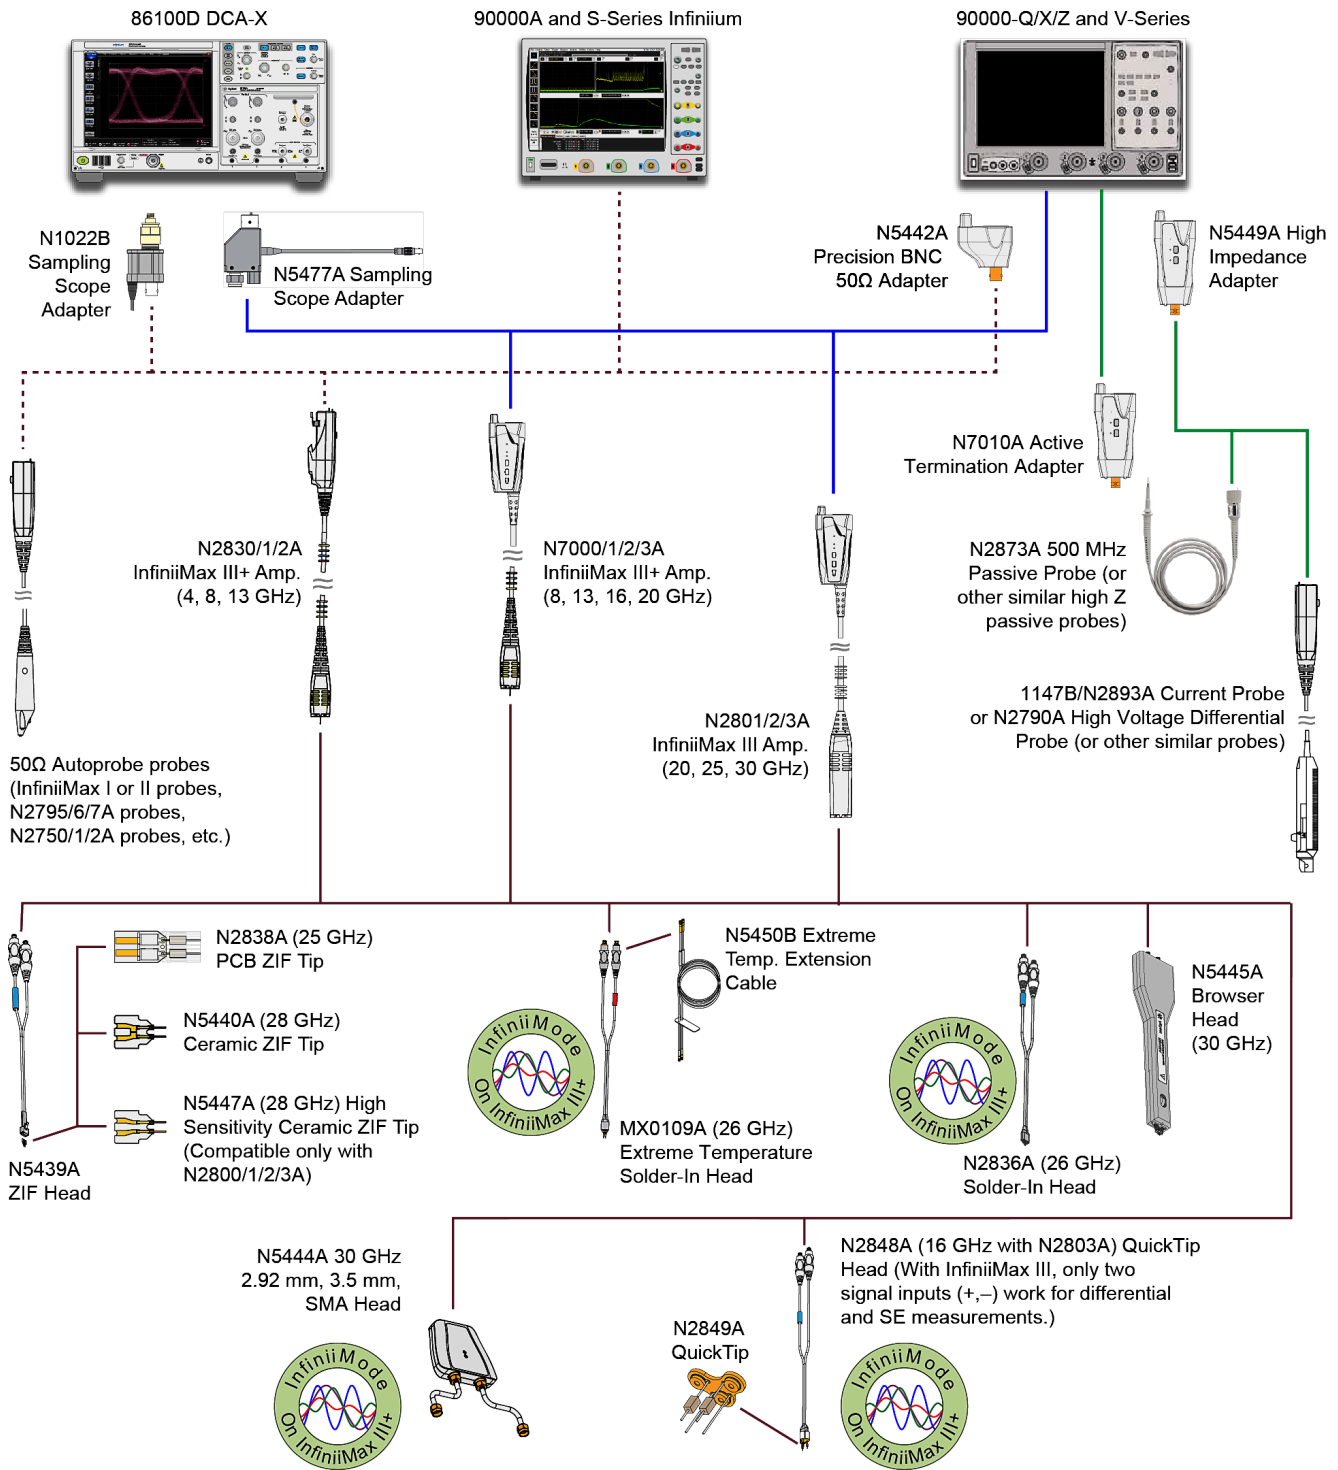 86100D DCA-X
90000A and S-Series Infiniium
90000-Q/X/Z and V-Series
N1022B
Sampling
Scope
Adapter
N5477A Sampling
Scope Adapter
N5442A
Precision BNC
50Ω Adapter
N5449A High
Impedance
Adapter
N7010A Active
Termination Adapter
N2830/1/2A
InfiniiMax III+ Amp.
(4, 8, 13 GHz)
N7000/1/2/3A
InfiniiMax III+ Amp.
(8, 13, 16, 20 GHz)
N2873A 500 MHz
Passive Probe (or
other similar high Z
passive probes)
N2801/2/3A
InfiniiMax III Amp.
(20, 25, 30 GHz)
1147B/N2893A Current Probe
or N2790A High Voltage Differential
Probe (or other similar probes)
50Ω Autoprobe probes
(InfiniiMax I or II probes,
N2795/6/7A probes,
N2750/1/2A probes, etc.)
N2838A (25 GHz)
PCB ZIF Tip
N5440A (28 GHz)
Ceramic ZIF Tip
N5447A (28 GHz) High
Sensitivity Ceramic ZIF Tip
(Compatible only with
N2800/1/2/3A)
N5439A
ZIF Head
N5450B Extreme
Temp. Extension
Cable
InfiniiMode
On InfiniiMax III+
MX0109A (26 GHz)
Extreme Temperature
Solder-In Head
InfiniiMode
On InfiniiMax III+
N2836A (26 GHz)
Solder-In Head
N5445A
Browser
Head
(30 GHz)
N5444A 30 GHz
2.92 mm, 3.5 mm,
SMA Head
InfiniiMode
On InfiniiMax III+
N2849A
QuickTip
N2848A (16 GHz with N2803A) QuickTip
Head (With InfiniiMax III, only two
signal inputs (+,–) work for differential
and SE measurements.)
InfiniiMode
On InfiniiMax III+